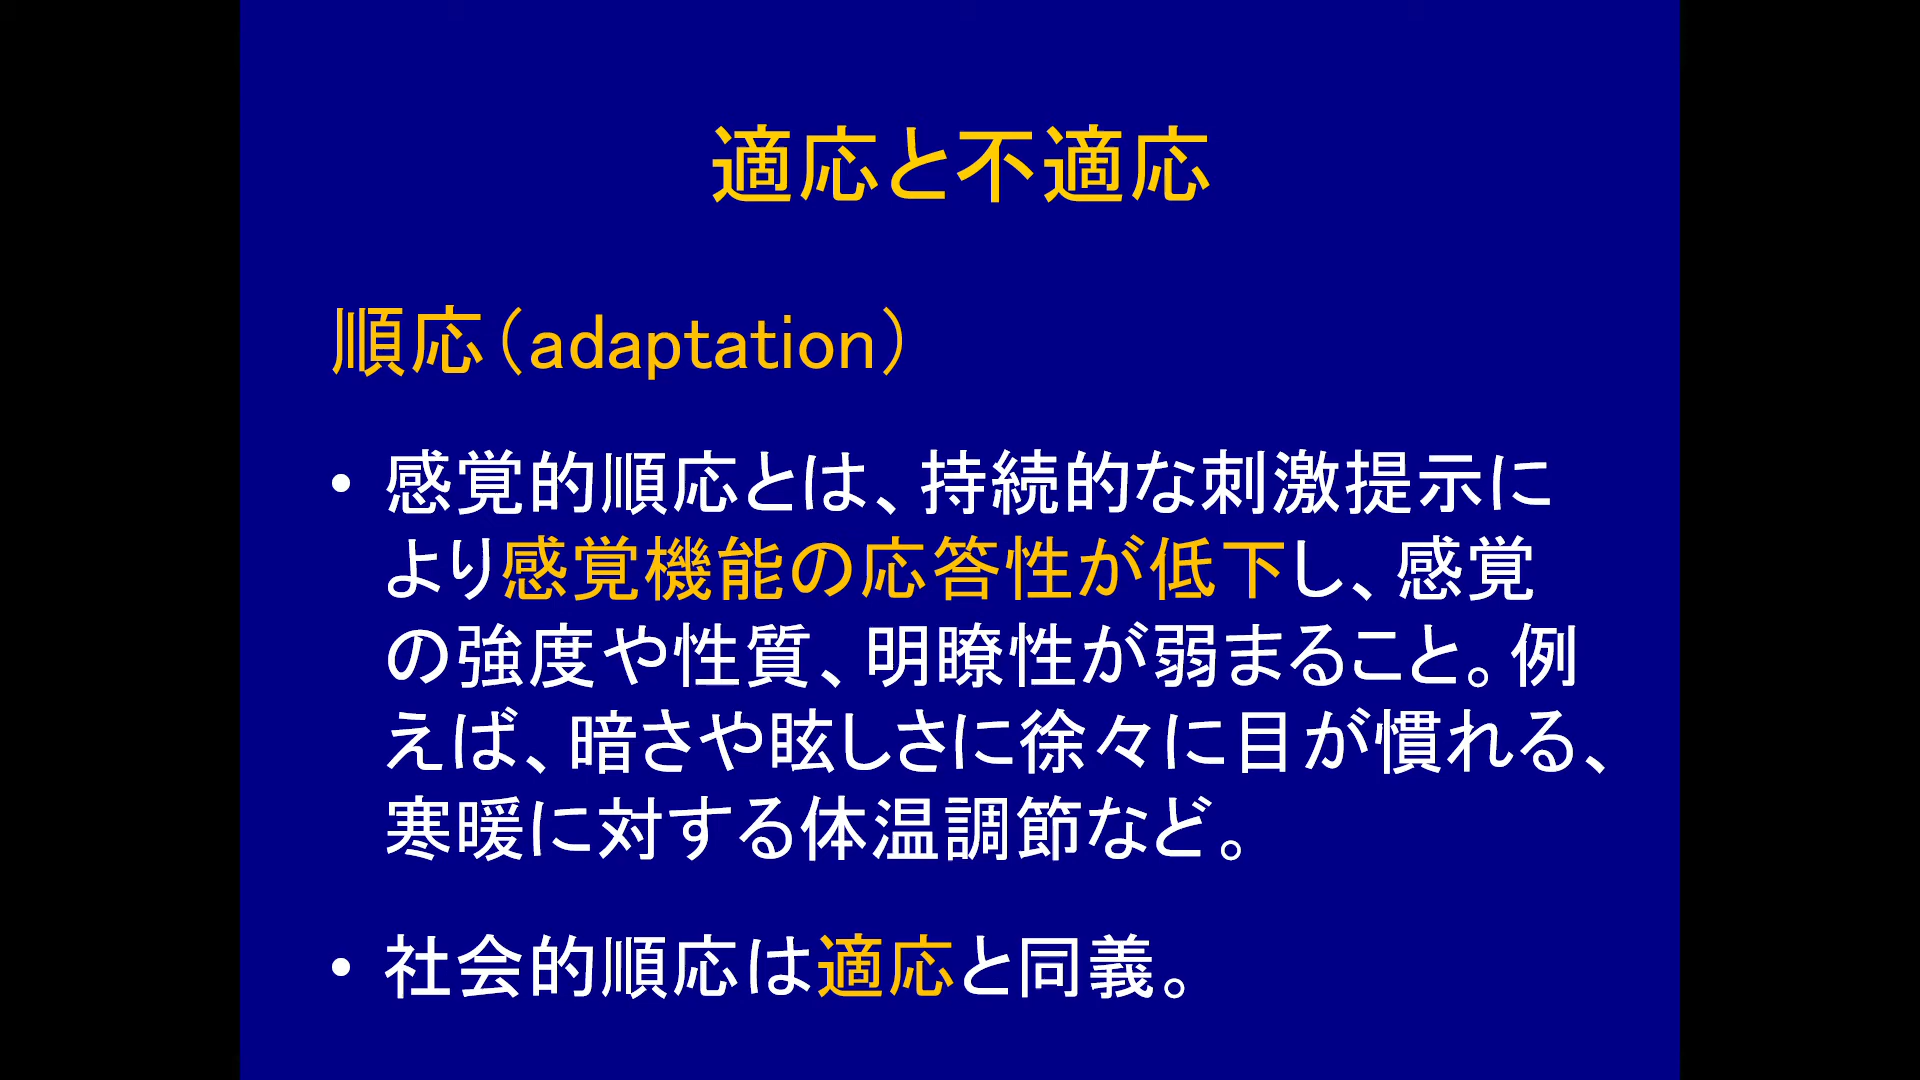 適応と不適応
順応（adaptation）
• 感覚的順応とは、持続的な刺激提示に
より感覚機能の応答性が低下し、感覚
の強度や性質、明瞭性が弱まること。例
えば、暗さや眩しさに徐々に目が慣れる、
寒暖に対する体温調節など。
• 社会的順応は適応と同義。